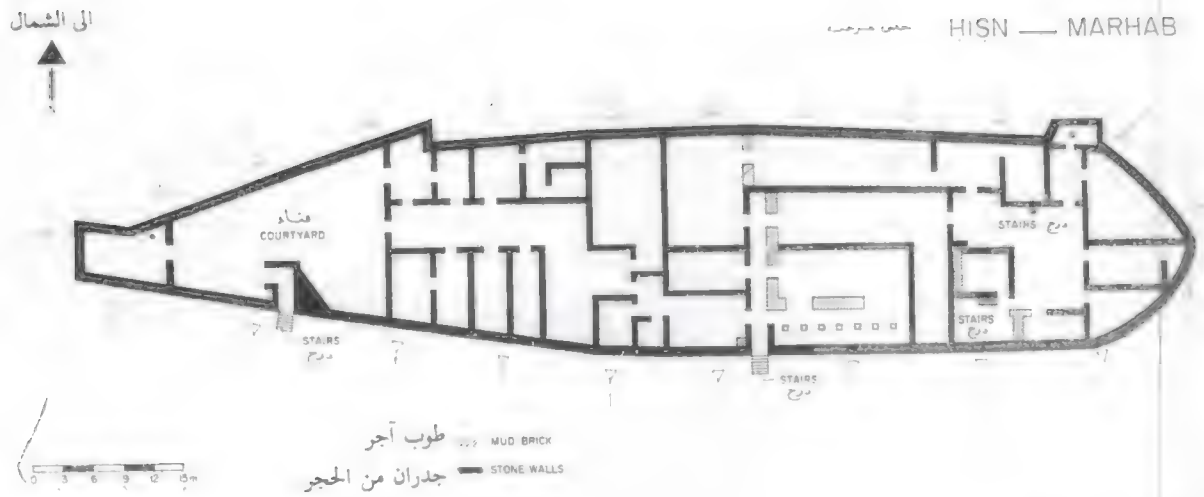 الى الشمال
HISN — MARHAB
فناء
COURTYARD
STAIRS درج
STAIRS
درج
STAIRS
درج
STAIRS
درج
طوب آجر MUD BRICK
جدران من الحجر STONE WALLS
0 3 6 9 12 15m